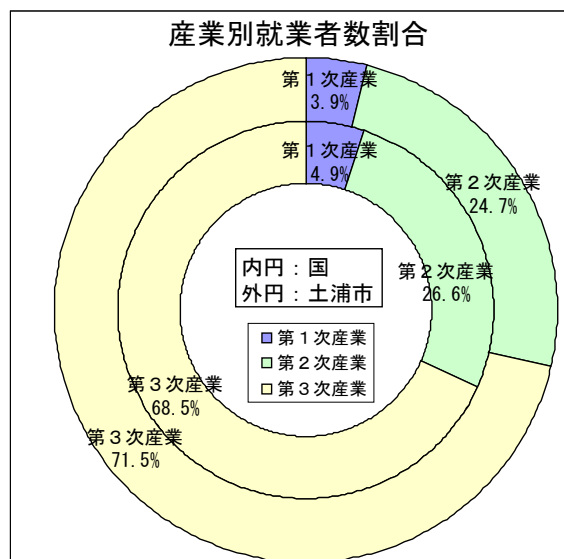 産業別就業者数割合
第１次産業
3.9%
第１次産業
4.9%
第２次産業
24.7%
第２次産業
26.6%
内円：国
外円：土浦市
第１次産業
第２次産業
第３次産業
第３次産業
68.5%
第３次産業
71.5%